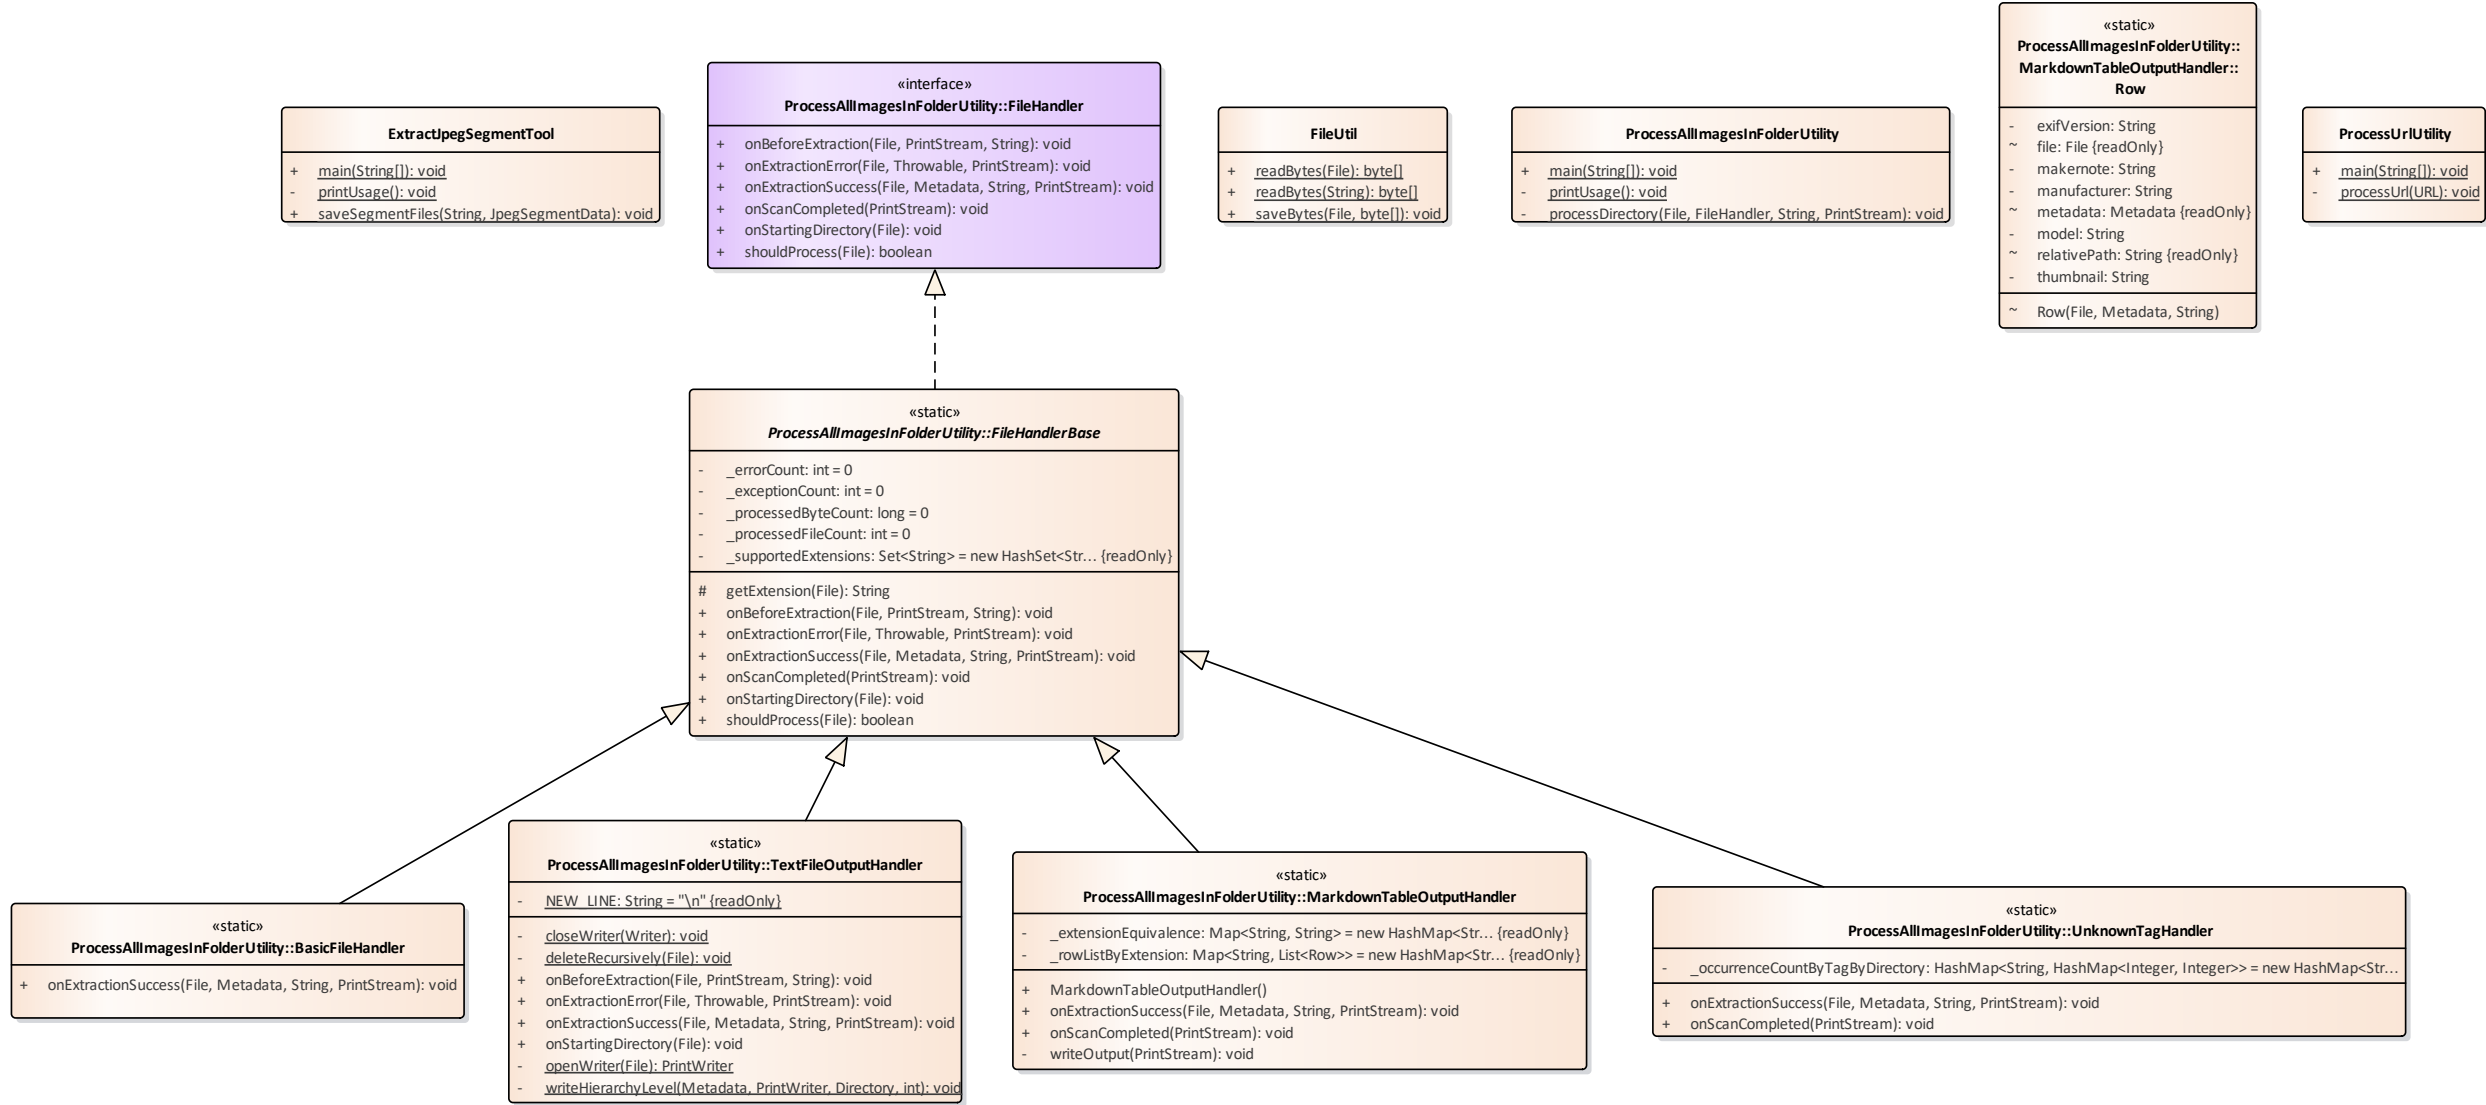 «interface»
ProcessAllImagesInFolderUtility::FileHandler
+ onBeforeExtraction(File, PrintStream, String): void
+ onExtractionError(File, Throwable, PrintStream): void
+ onExtractionSuccess(File, Metadata, String, PrintStream): void
+ onScanCompleted(PrintStream): void
+ onStartingDirectory(File): void
+ shouldProcess(File): boolean
ExtractJpegSegmentTool
+ main(String[]): void
- printUsage(): void
+ saveSegmentFiles(String, JpegSegmentData): void
FileUtil
+ readBytes(File): byte[]
+ readBytes(String): byte[]
+ saveBytes(File, byte[]): void
ProcessAllImagesInFolderUtility
+ main(String[]): void
- printUsage(): void
- processDirectory(File, FileHandler, String, PrintStream): void
«static»
ProcessAllImagesInFolderUtility::
MarkdownTableOutputHandler::
Row
- exifVersion: String
~ file: File {readOnly}
- makernote: String
- manufacturer: String
~ metadata: Metadata {readOnly}
- model: String
~ relativePath: String {readOnly}
- thumbnail: String
~ Row(File, Metadata, String)
ProcessUrlUtility
+ main(String[]): void
- processUrl(URL): void
«static»
ProcessAllImagesInFolderUtility::FileHandlerBase
- _errorCount: int = 0
- _exceptionCount: int = 0
- _processedByteCount: long = 0
- _processedFileCount: int = 0
- _supportedExtensions: Set<String> = new HashSet<Str... {readOnly}
# getExtension(File): String
+ onBeforeExtraction(File, PrintStream, String): void
+ onExtractionError(File, Throwable, PrintStream): void
+ onExtractionSuccess(File, Metadata, String, PrintStream): void
+ onScanCompleted(PrintStream): void
+ onStartingDirectory(File): void
+ shouldProcess(File): boolean
«static»
ProcessAllImagesInFolderUtility::BasicFileHandler
+ onExtractionSuccess(File, Metadata, String, PrintStream): void
«static»
ProcessAllImagesInFolderUtility::TextFileOutputHandler
- NEW_LINE: String = "\n" {readOnly}
- closeWriter(Writer): void
- deleteRecursively(File): void
+ onBeforeExtraction(File, PrintStream, String): void
+ onExtractionError(File, Throwable, PrintStream): void
+ onExtractionSuccess(File, Metadata, String, PrintStream): void
+ onStartingDirectory(File): void
- openWriter(File): PrintWriter
- writeHierarchyLevel(Metadata, PrintWriter, Directory, int): void
«static»
ProcessAllImagesInFolderUtility::MarkdownTableOutputHandler
- _extensionEquivalence: Map<String, String> = new HashMap<Str... {readOnly}
- _rowListByExtension: Map<String, List<Row>> = new HashMap<Str... {readOnly}
+ MarkdownTableOutputHandler()
+ onExtractionSuccess(File, Metadata, String, PrintStream): void
+ onScanCompleted(PrintStream): void
- writeOutput(PrintStream): void
«static»
ProcessAllImagesInFolderUtility::UnknownTagHandler
- _occurrenceCountByTagByDirectory: HashMap<String, HashMap<Integer, Integer>> = new HashMap<Str...
+ onExtractionSuccess(File, Metadata, String, PrintStream): void
+ onScanCompleted(PrintStream): void